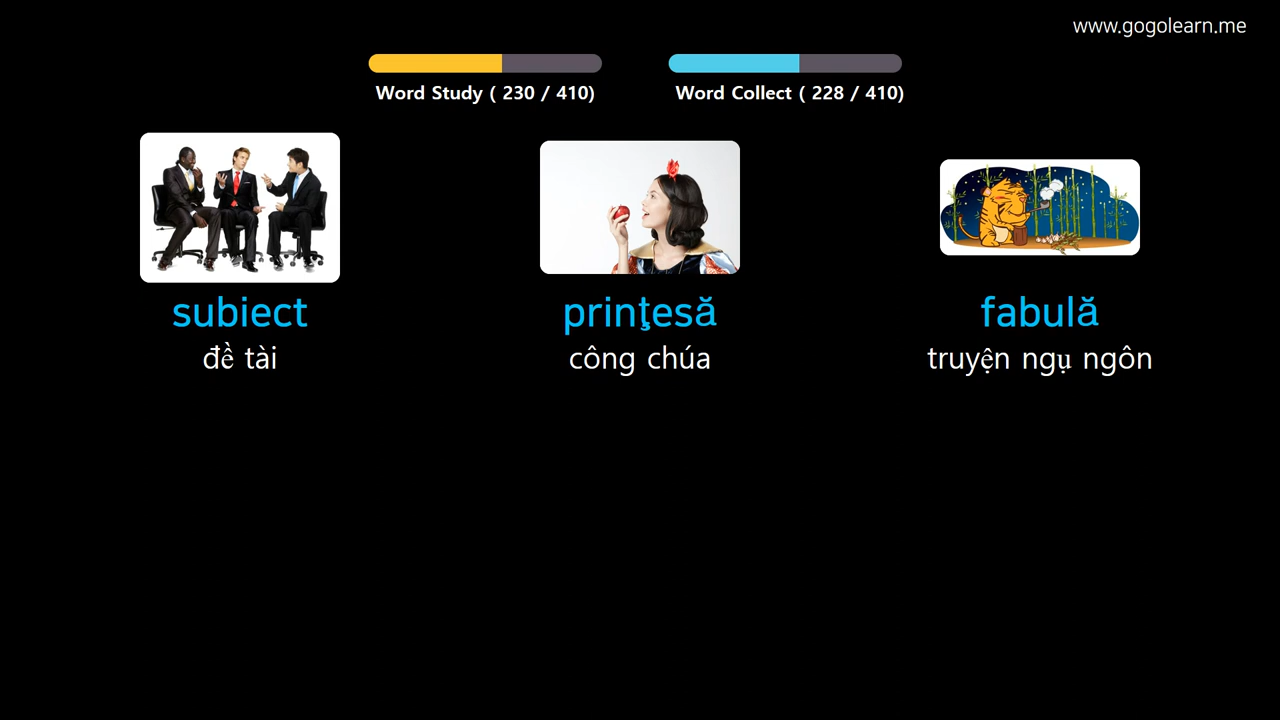 www.gogolearn.me
Word Study ( 230 / 410)
Word Collect ( 228 / 410)
subiect
prinţesă
fabulă
đề tài
công chúa
truyện ngụ ngôn